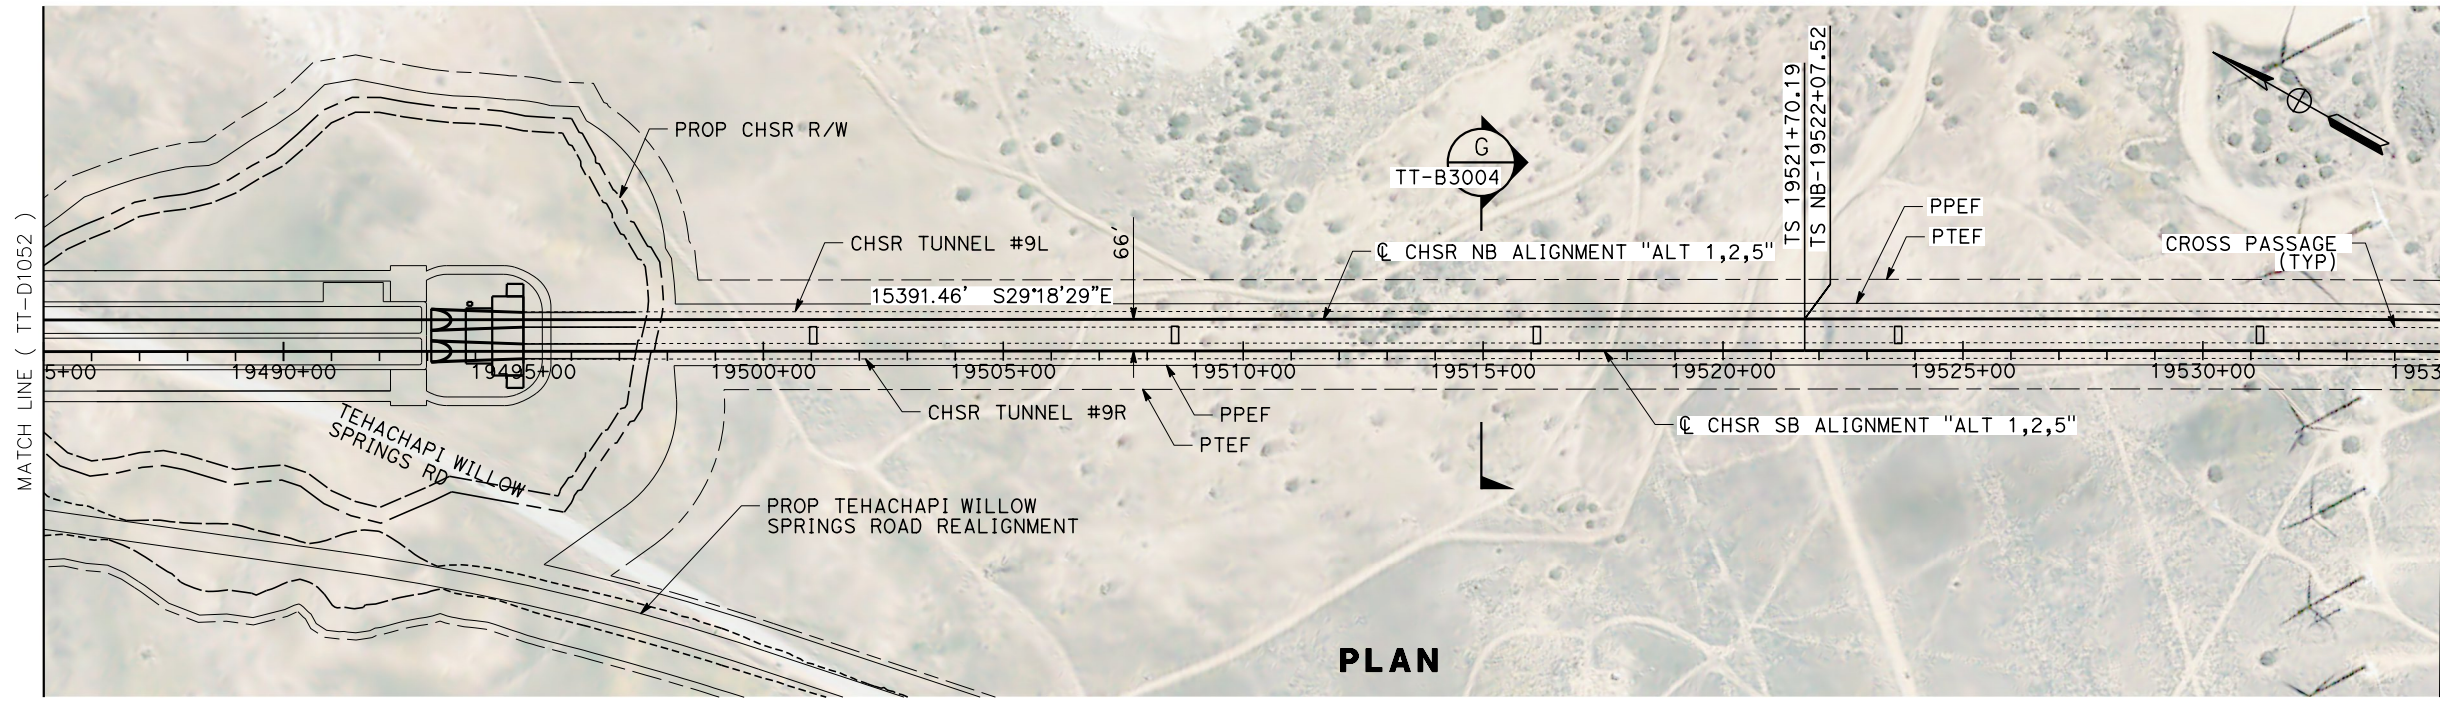 MATCH LINE ( TT-D1052 )
PROP CHSR R/W
G
TT-B3004
TS 19521+70.19
TS NB-19522+07.52
PPEF
PTEF
CROSS PASSAGE
(TYP)
CHSR TUNNEL #9L
66'
℄ CHSR NB ALIGNMENT "ALT 1,2,5"
15391.46' S29°18'29"E
5+00
19490+00
19495+00
19500+00
19505+00
19510+00
19515+00
19520+00
19525+00
19530+00
1953
TEHACHAPI WILLOW
SPRINGS RD
CHSR TUNNEL #9R
PPEF
PTEF
℄ CHSR SB ALIGNMENT "ALT 1,2,5"
PROP TEHACHAPI WILLOW
SPRINGS ROAD REALIGNMENT
PLAN